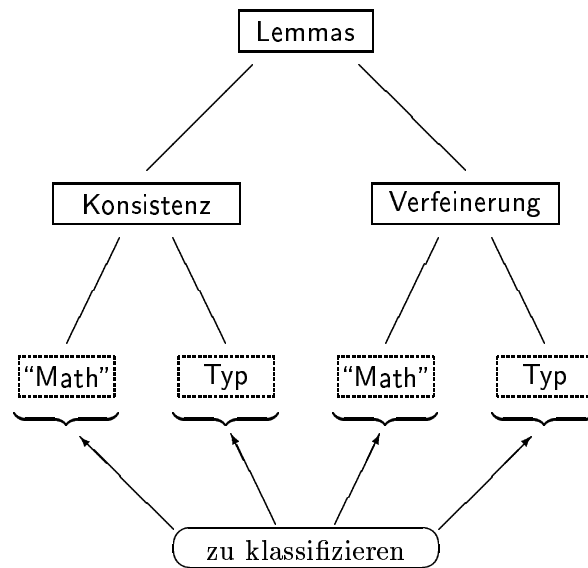 Lemmas
Konsistenz
Verfeinerung
“Math”
Typ
“Math”
Typ
zu klassifizieren